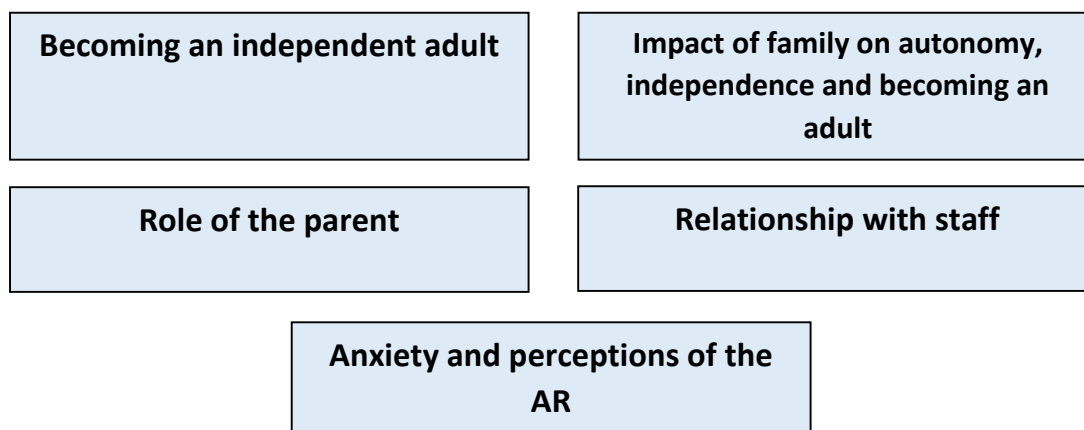 Becoming an independent adult
Impact of family on autonomy,
independence and becoming an
adult
Role of the parent
Relationship with staff
Anxiety and perceptions of the
AR